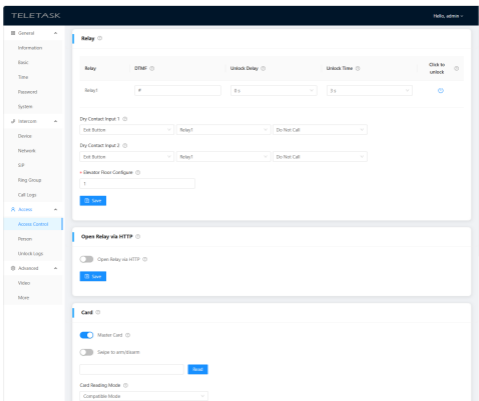 TELETASK
Hello, admin
General
Information
Basic
Time
Password
System
Intercom
Device
Network
SIP
Ring Group
Call Logs
Access
Access Control
Person
Unlock Logs
Advanced
Video
More
Relay
Relay DTMF Unlock Delay Unlock Time Click to unlock
Relay1 # 0 s 3 s
Dry Contact Input 1
Exit Button Relay1 Do Not Call
Dry Contact Input 2
Exit Button Relay1 Do Not Call
* Elevator Floor Configure
1
Save
Open Relay via HTTP
Open Relay via HTTP
Save
Card
Master Card
Swipe to arm/disarm
Read
Card Reading Mode
Compatible Mode